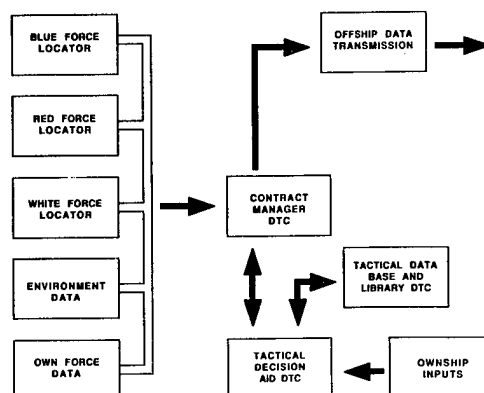 BLUE FORCE
LOCATOR
RED FORCE
LOCATOR
WHITE FORCE
LOCATOR
ENVIRONMENT
DATA
OWN FORCE
DATA
OFFSHIP DATA
TRANSMISSION
CONTRACT
MANAGER
DTC
TACTICAL DATA
BASE AND
LIBRARY DTC
TACTICAL
DECISION
AID DTC
OWNSHIP
INPUTS